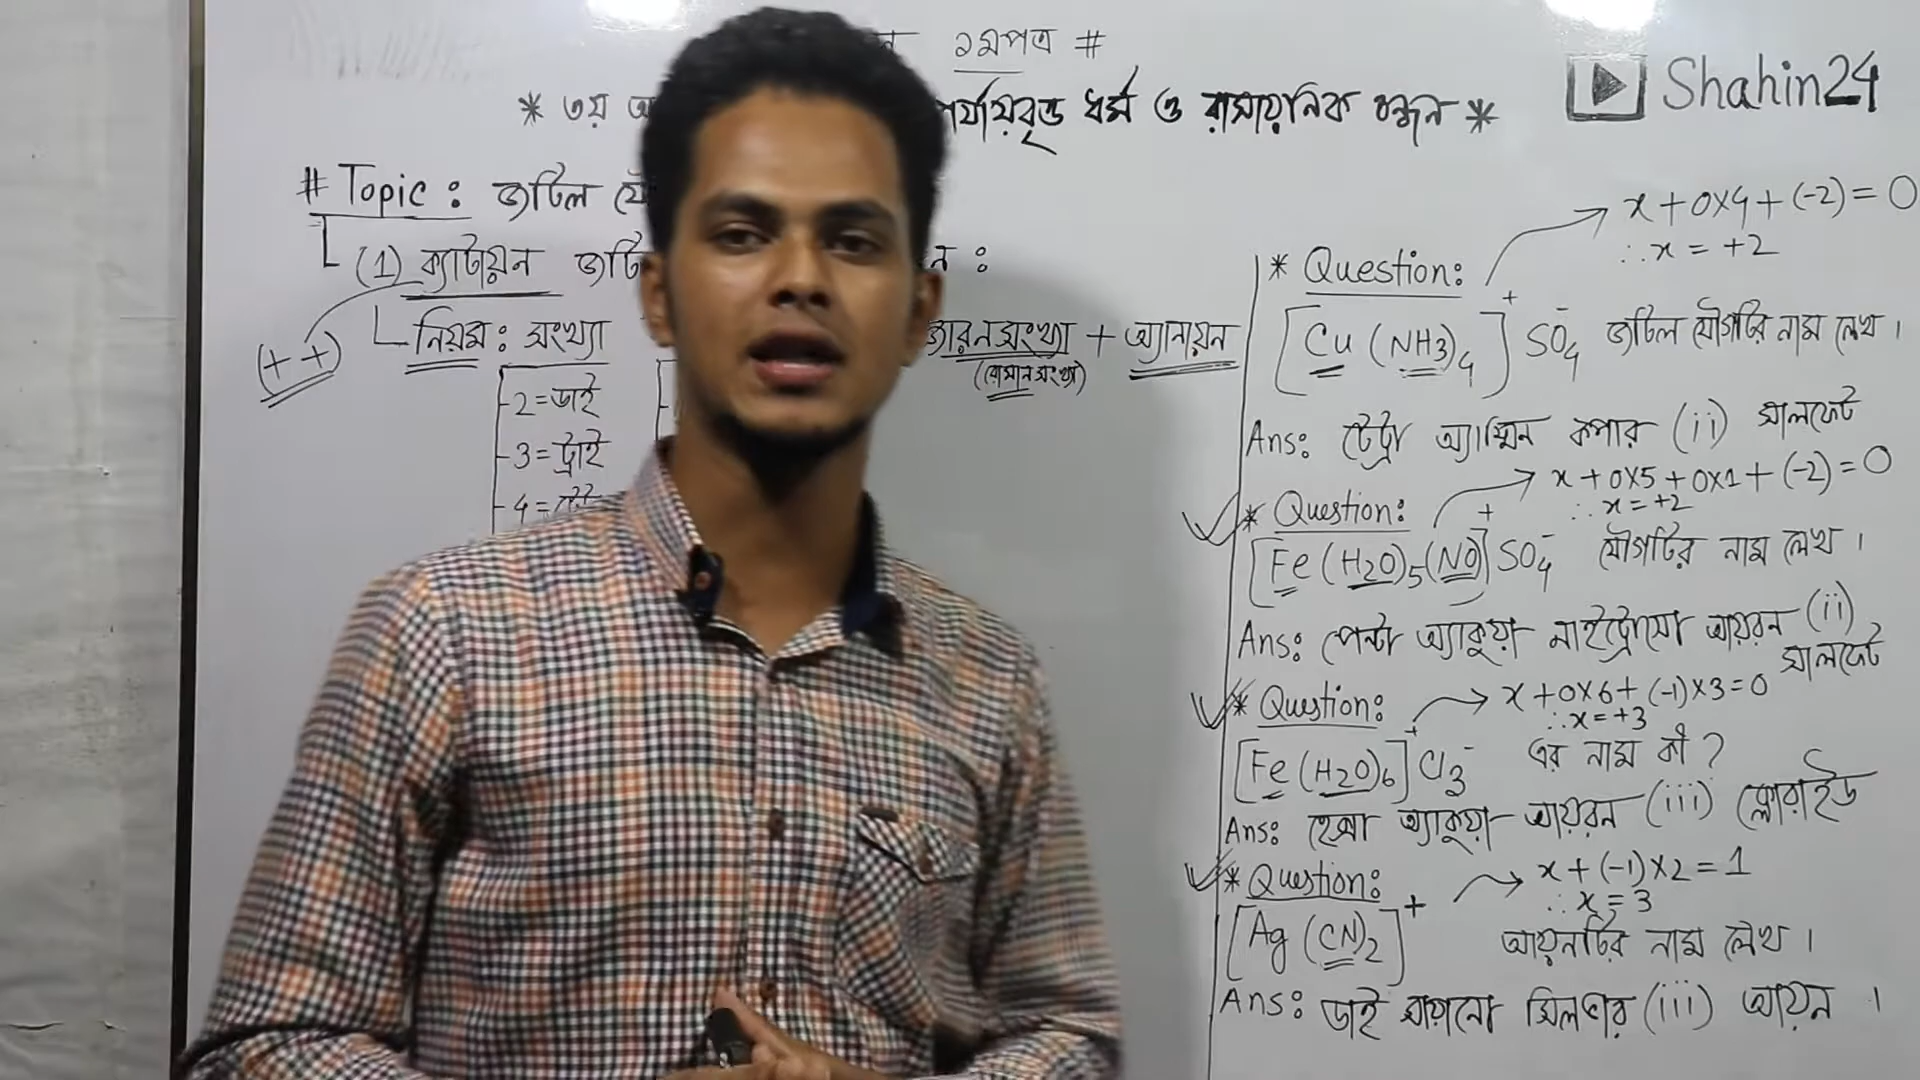 ১মপত্র #
* ৩য় পর্যায়বৃত্ত ধর্ম ও রাসায়নিক বন্ধন *
Shahin24
# Topic: জটিল
(1) ক্যাটায়ন
:
(+ +)
নিয়ম: সংখ্যা জারনসংখ্যা + অ্যানায়ন
(রোমান সংখ্যা)
2=ডাই
3=ট্রাই
4=
x+0×4+(-2)=0
∴x = +2
* Question:
[Cu(NH3)4]+ SO4- জটিল যৌগটির নাম লেখ।
Ans: টেট্রা অ্যামিন কপার (ii) সালফেট
x+0×5+0×1+(-2)=0
∴x=+2
* Question:
[Fe(H2O)5(NO)]+ SO4- যৌগটির নাম লেখ।
Ans: পেন্টা অ্যাকুয়া নাইট্রোসো আয়রন (ii) সালফেট
x+0×6+(-1)×3=0
∴x=+3
* Question:
[Fe(H2O)6]+ Cl3- এর নাম কী?
Ans: হেক্সা অ্যাকুয়া আয়রন (iii) ক্লোরাইড
x+(-1)×2=1
∴x=3
* Question:
[Ag(CN)2]+ আয়নটির নাম লেখ।
Ans: ডাই সায়ানো সিলভার (iii) আয়ন।